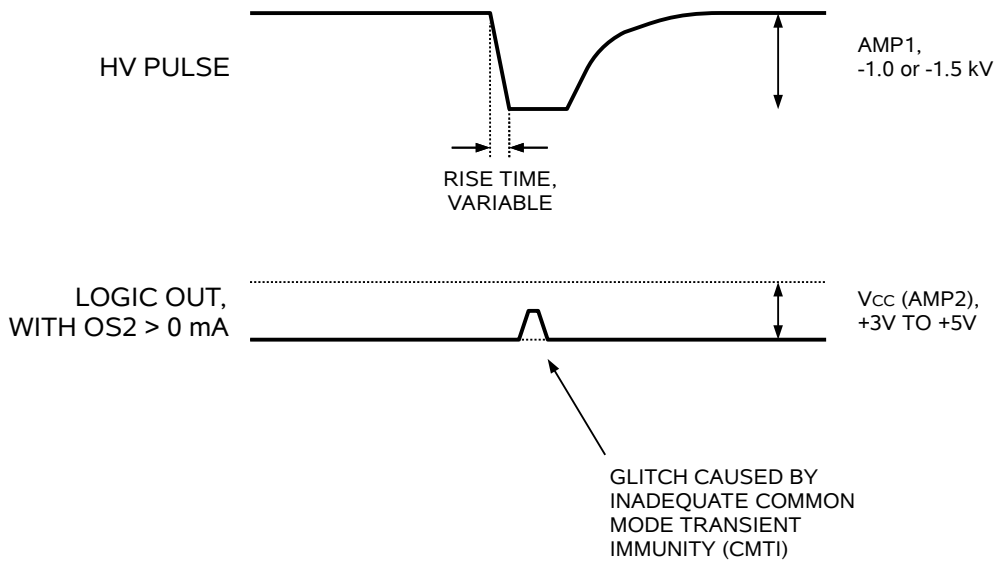 HV PULSE
AMP1,
-1.0 or -1.5 kV
RISE TIME,
VARIABLE
LOGIC OUT,
WITH OS2 > 0 mA
Vcc (AMP2),
+3V TO +5V
GLITCH CAUSED BY
INADEQUATE COMMON
MODE TRANSIENT
IMMUNITY (CMTI)